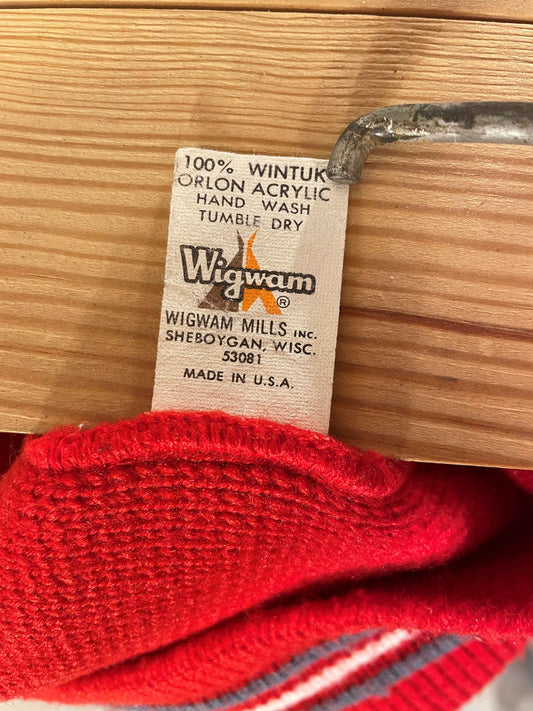 100% WINTUK
ORLON ACRYLIC
HAND WASH
TUMBLE DRY
Wigwam ®
WIGWAM MILLS INC.
SHEBOYGAN, WISC.
53081
MADE IN U.S.A.